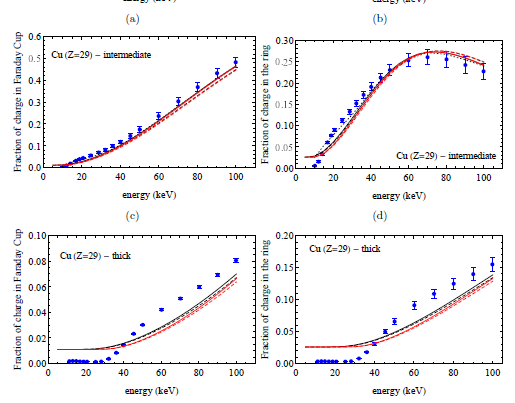 energy (keV) energy (keV)
(a) (b)
Fraction of charge in Faraday Cup
0.6
0.5
0.4
0.3
0.2
0.1
0.0
Cu (Z=29) – intermediate
0 20 40 60 80 100
energy (keV)
Fraction of charge in the ring
0.30
0.25
0.20
0.15
0.10
0.05
0.00
Cu (Z=29) – intermediate
0 20 40 60 80 100
energy (keV)
(c) (d)
Fraction of charge in Faraday Cup
0.10
0.08
0.06
0.04
0.02
0.00
Cu (Z=29) – thick
0 20 40 60 80 100
energy (keV)
Fraction of charge in the ring
0.20
0.15
0.10
0.05
0.00
Cu (Z=29) – thick
0 20 40 60 80 100
energy (keV)